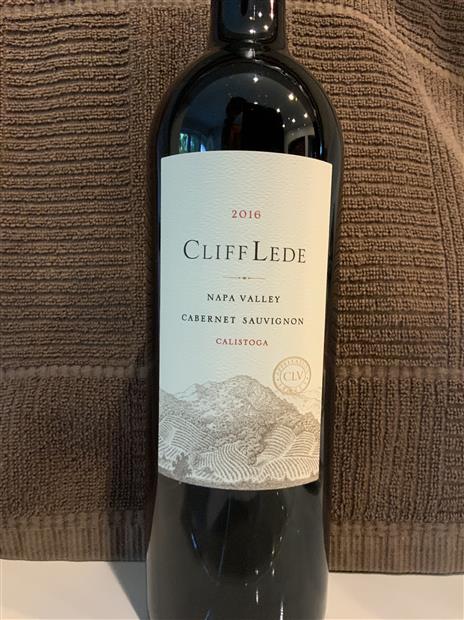 2016
CLIFF LEDE
NAPA VALLEY
CABERNET SAUVIGNON
CALISTOGA
CLV